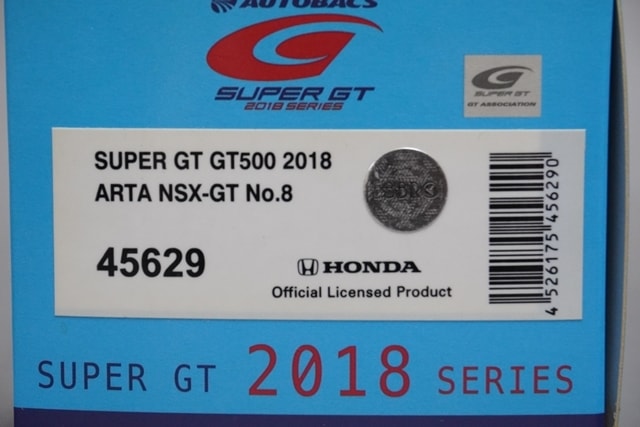 AUTOBACS
SUPER GT
2018 SERIES
SUPER GT
GT ASSOCIATION
SUPER GT GT500 2018
ARTA NSX-GT No.8
45629
HONDA
Official Licensed Product
4 526175 456290
SUPER GT 2018 SERIES